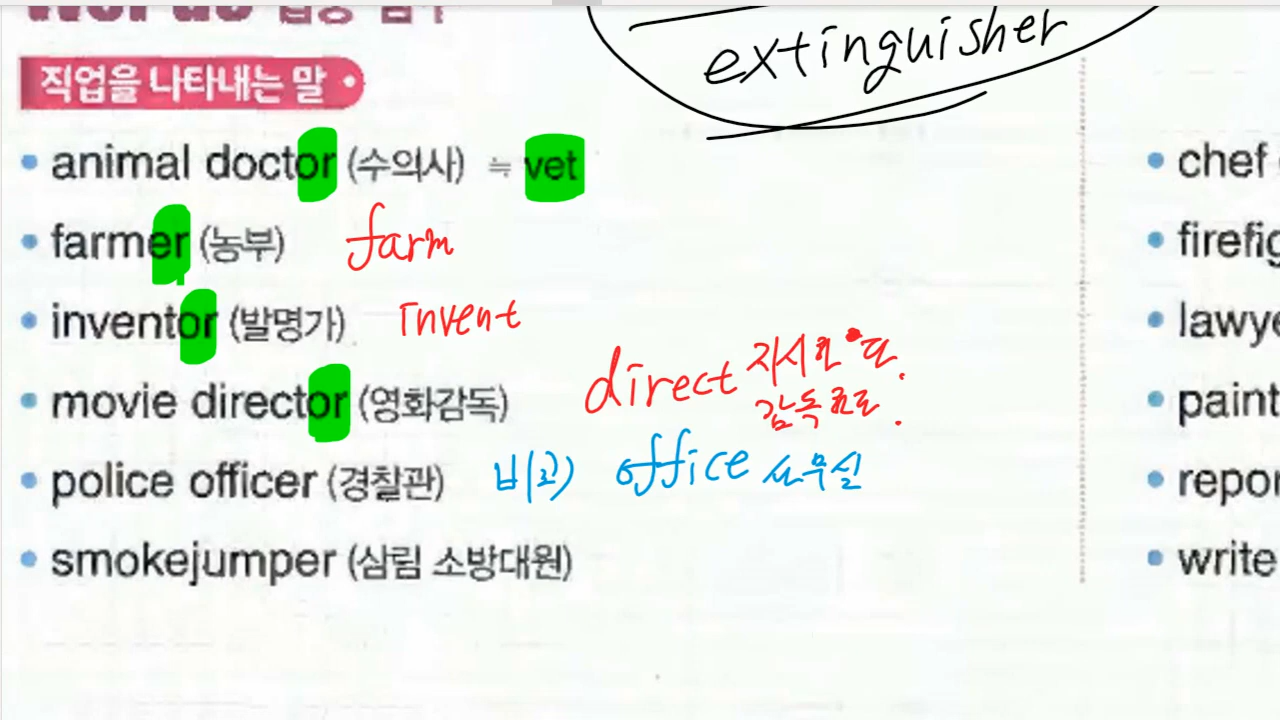 extinguisher
직업을 나타내는 말
animal doctor (수의사) ≒ vet
farmer (농부) farm
inventor (발명가) invent
movie director (영화감독) direct 지시하다.
감독하다.
police officer (경찰관) 비교) office 사무실
smokejumper (삼림 소방대원)
chef
firefig
lawye
paint
repor
write